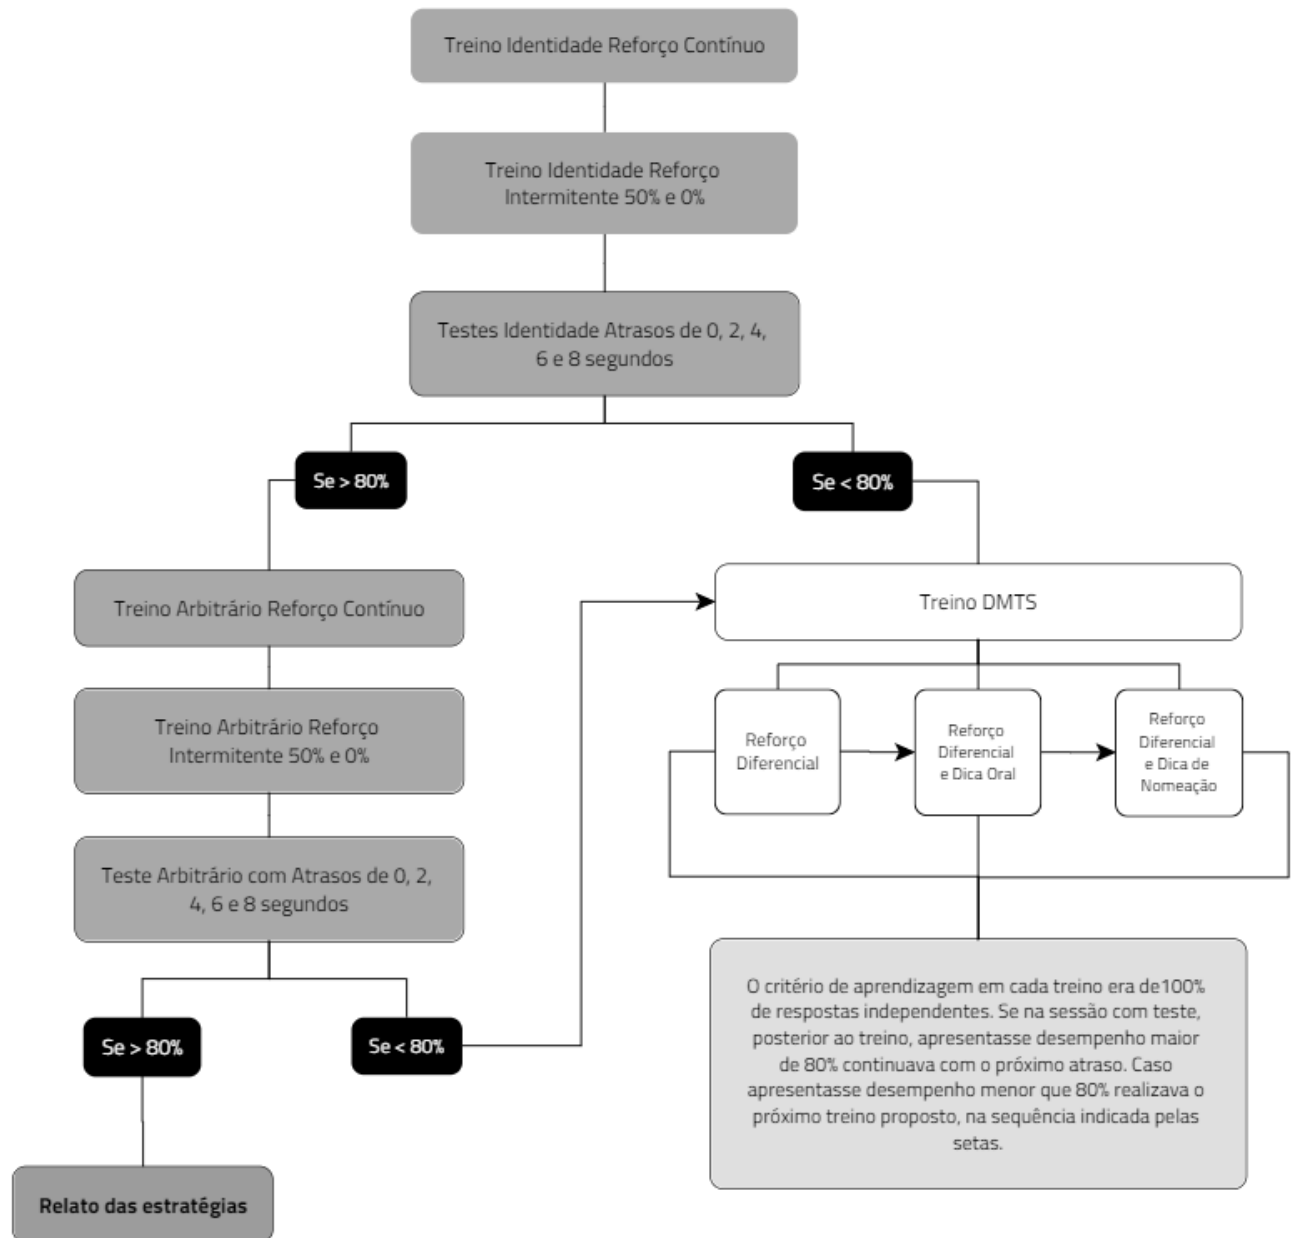 Treino Identidade Reforço Contínuo
Treino Identidade Reforço
Intermitente 50% e 0%
Testes Identidade Atrasos de 0, 2, 4,
6 e 8 segundos
Se > 80%
Se < 80%
Treino Arbitrário Reforço Contínuo
Treino Arbitrário Reforço
Intermitente 50% e 0%
Teste Arbitrário com Atrasos de 0, 2,
4, 6 e 8 segundos
Se > 80%
Se < 80%
Relato das estratégias
Treino DMTS
Reforço
Diferencial
Reforço
Diferencial
e Dica Oral
Reforço
Diferencial
e Dica de
Nomeação
O critério de aprendizagem em cada treino era de100%
de respostas independentes. Se na sessão com teste,
posterior ao treino, apresentasse desempenho maior
de 80% continuava com o próximo atraso. Caso
apresentasse desempenho menor que 80% realizava o
próximo treino proposto, na sequência indicada pelas
setas.